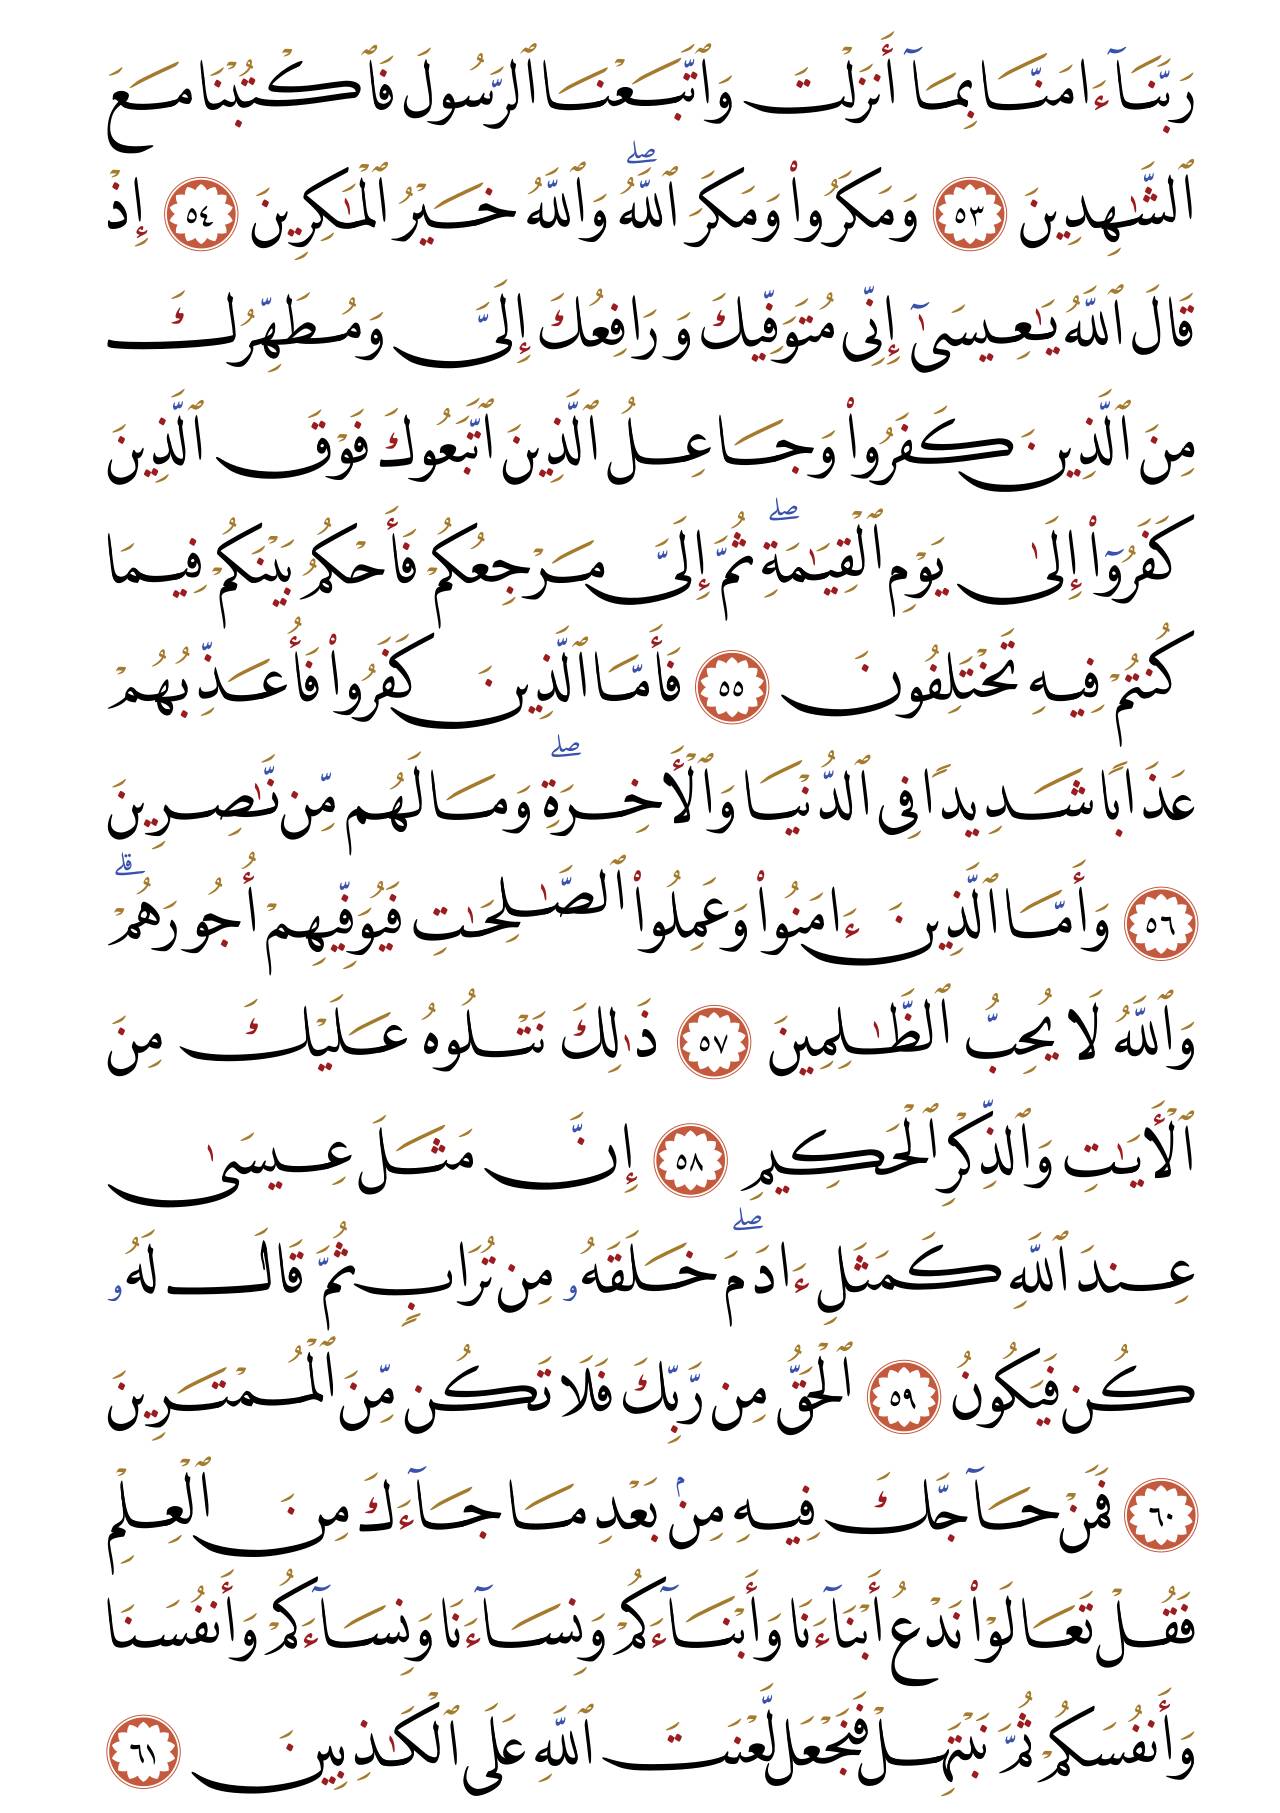 رَبَّنَآ ءَامَنَّا بِمَآ أَنزَلْتَ وَٱتَّبَعْنَا ٱلرَّسُولَ فَٱكْتُبْنَا مَعَ
ٱلشَّٰهِدِينَ ٥٣ وَمَكَرُوا۟ وَمَكَرَ ٱللَّهُۖ وَٱللَّهُ خَيْرُ ٱلْمَٰكِرِينَ ٥٤ إِذْ
قَالَ ٱللَّهُ يَٰعِيسَىٰٓ إِنِّى مُتَوَفِّيكَ وَرَافِعُكَ إِلَىَّ وَمُطَهِّرُكَ
مِنَ ٱلَّذِينَ كَفَرُوا۟ وَجَاعِلُ ٱلَّذِينَ ٱتَّبَعُوكَ فَوْقَ ٱلَّذِينَ
كَفَرُوٓا۟ إِلَىٰ يَوْمِ ٱلْقِيَٰمَةِۖ ثُمَّ إِلَىَّ مَرْجِعُكُمْ فَأَحْكُمُ بَيْنَكُمْ فِيمَا
كُنتُمْ فِيهِ تَخْتَلِفُونَ ٥٥ فَأَمَّا ٱلَّذِينَ كَفَرُوا۟ فَأُعَذِّبُهُمْ
عَذَابًا شَدِيدًا فِى ٱلدُّنْيَا وَٱلْأَخِرَةِۖ وَمَا لَهُم مِّن نَّٰصِرِينَ
٥٦ وَأَمَّا ٱلَّذِينَ ءَامَنُوا۟ وَعَمِلُوا۟ ٱلصَّٰلِحَٰتِ فَيُوَفِّيهِمْ أُجُورَهُمْۗ
وَٱللَّهُ لَا يُحِبُّ ٱلظَّٰلِمِينَ ٥٧ ذَٰلِكَ نَتْلُوهُ عَلَيْكَ مِنَ
ٱلْأَيَٰتِ وَٱلذِّكْرِ ٱلْحَكِيمِ ٥٨ إِنَّ مَثَلَ عِيسَىٰ
عِندَ ٱللَّهِ كَمَثَلِ ءَادَمَۖ خَلَقَهُۥ مِن تُرَابٍ ثُمَّ قَالَ لَهُۥ
كُن فَيَكُونُ ٥٩ ٱلْحَقُّ مِن رَّبِّكَ فَلَا تَكُن مِّنَ ٱلْمُمْتَرِينَ
٦٠ فَمَنْ حَآجَّكَ فِيهِ مِنۢ بَعْدِ مَا جَآءَكَ مِنَ ٱلْعِلْمِ
فَقُلْ تَعَالَوْا۟ نَدْعُ أَبْنَآءَنَا وَأَبْنَآءَكُمْ وَنِسَآءَنَا وَنِسَآءَكُمْ وَأَنفُسَنَا
وَأَنفُسَكُمْ ثُمَّ نَبْتَهِلْ فَنَجْعَل لَّعْنَتَ ٱللَّهِ عَلَى ٱلْكَٰذِبِينَ ٦١